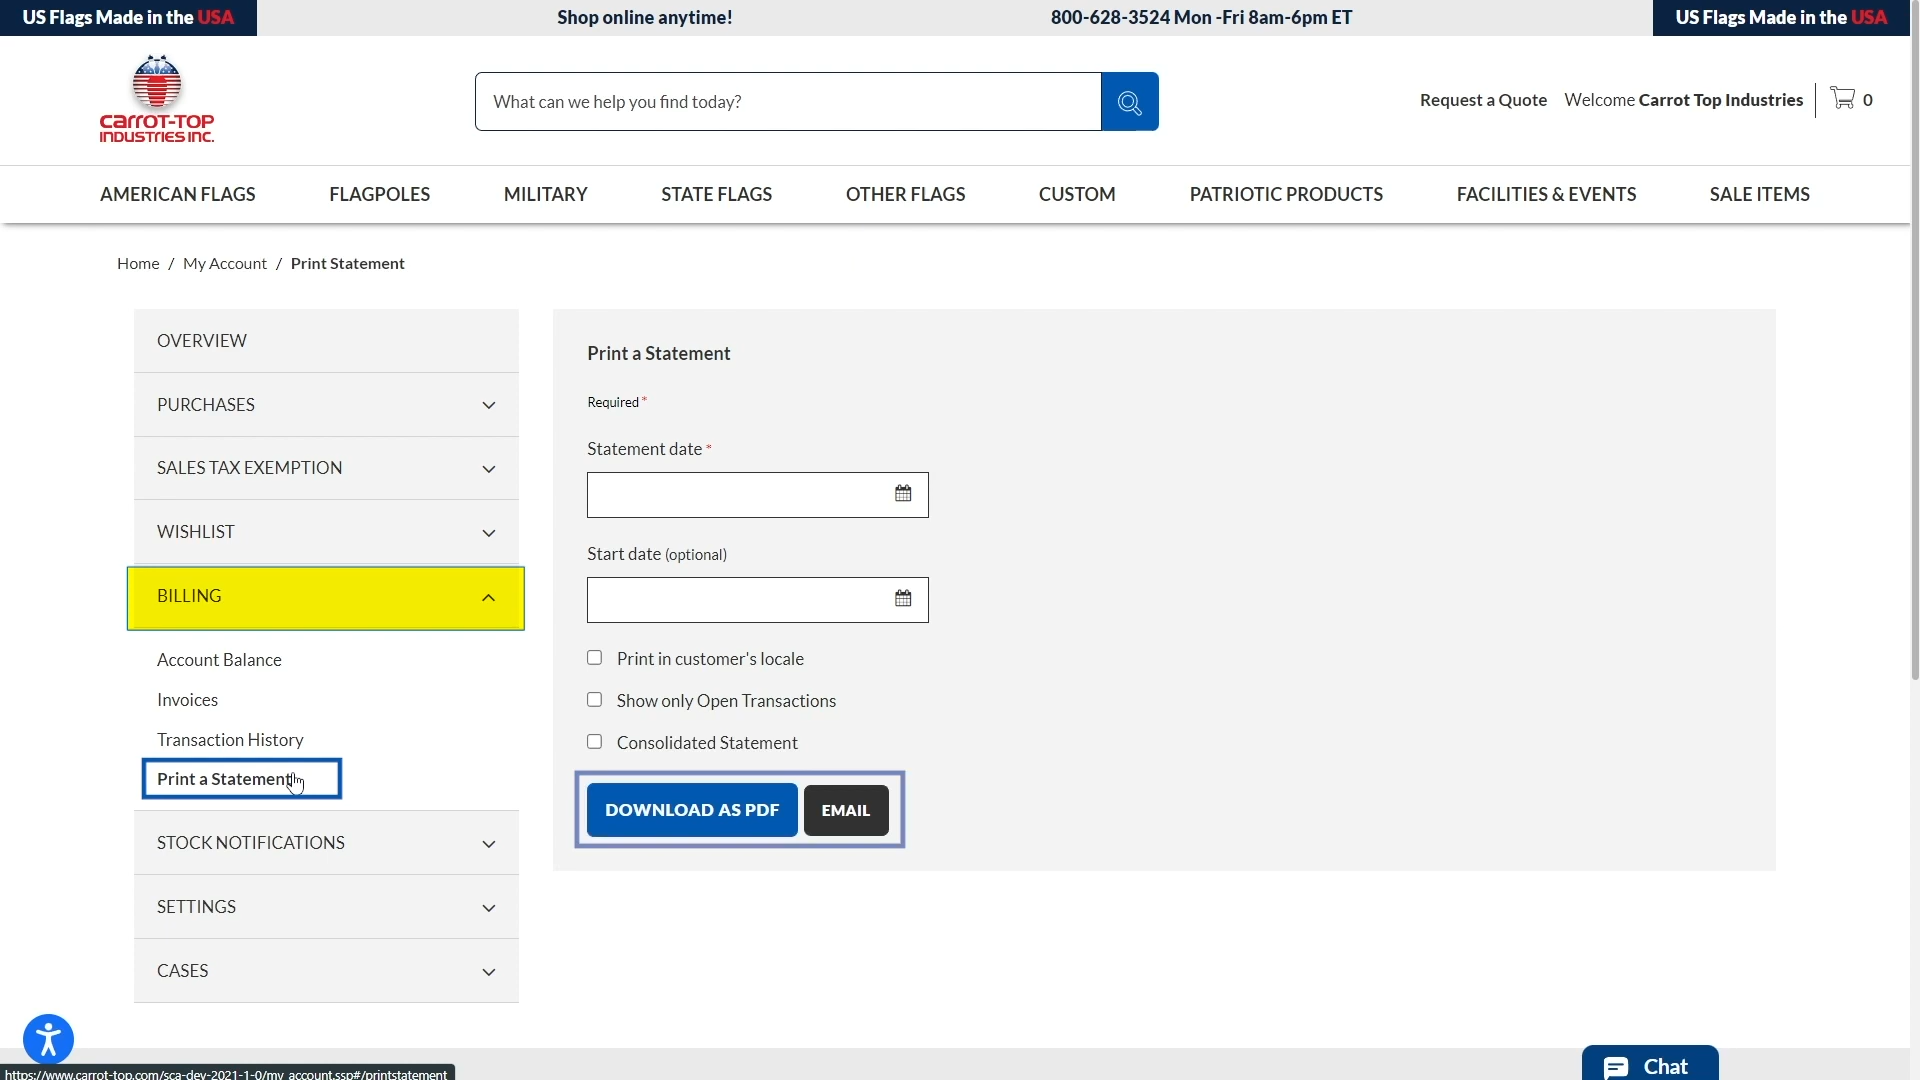 US Flags Made in the USA
Shop online anytime!
800-628-3524 Mon -Fri 8am-6pm ET
US Flags Made in the USA
CARROT-TOP
INDUSTRIES INC.
What can we help you find today?
Request a Quote
Welcome Carrot Top Industries
0
AMERICAN FLAGS
FLAGPOLES
MILITARY
STATE FLAGS
OTHER FLAGS
CUSTOM
PATRIOTIC PRODUCTS
FACILITIES & EVENTS
SALE ITEMS
Home / My Account / Print Statement
OVERVIEW
PURCHASES
SALES TAX EXEMPTION
WISHLIST
BILLING
Account Balance
Invoices
Transaction History
Print a Statement
STOCK NOTIFICATIONS
SETTINGS
CASES
Print a Statement
Required *
Statement date *
Start date (optional)
Print in customer's locale
Show only Open Transactions
Consolidated Statement
DOWNLOAD AS PDF
EMAIL
Chat
https://www.carrot-top.com/sca-dev-2021-1-0/my_account.ssp#/printstatement